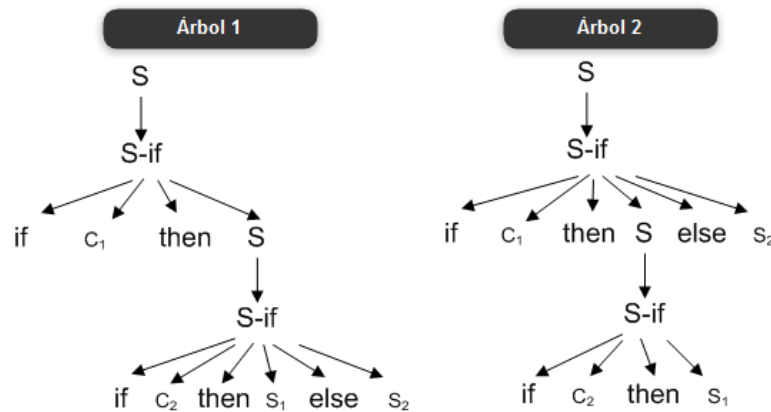 Árbol 1
S
S-if
if C₁ then S
S-if
if C₂ then S₁ else S₂
Árbol 2
S
S-if
if C₁ then S else S₂
S-if
if C₂ then S₁